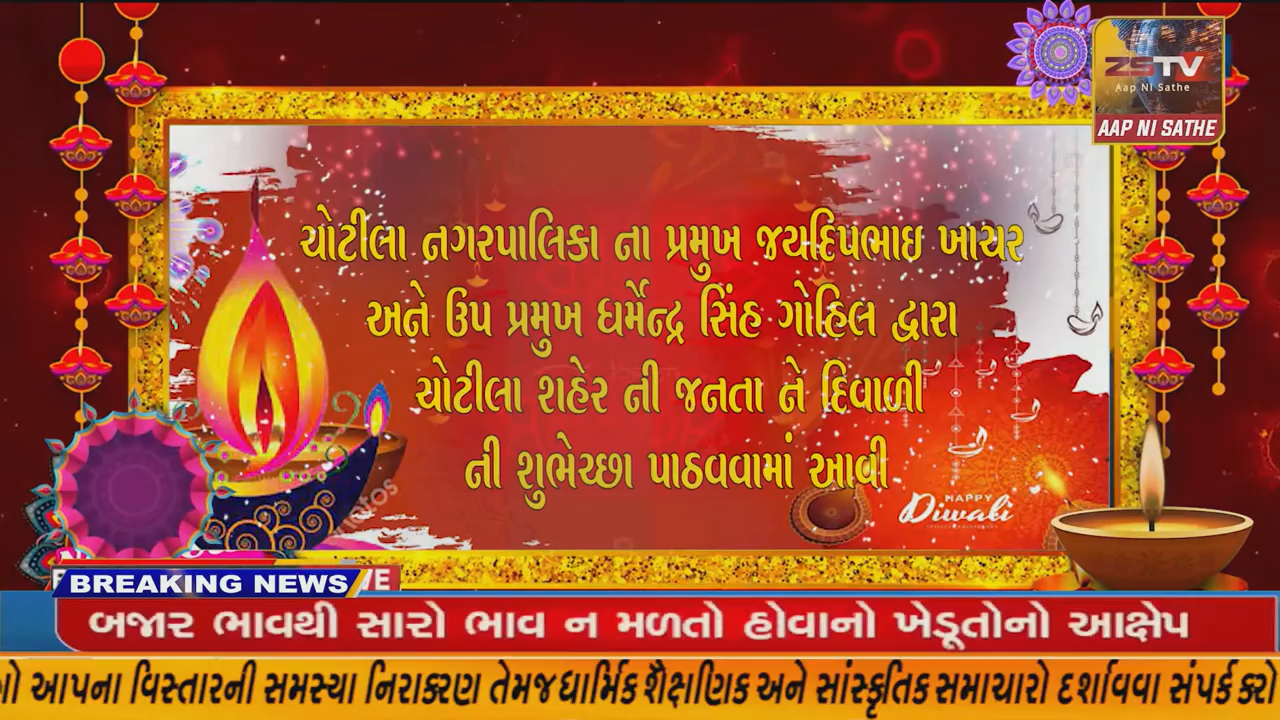 ZSTV
Aap Ni Sathe
AAP NI SATHE
ચોટીલા નગરપાલિકા ના પ્રમુખ જયદિપભાઇ ખાચર
અને ઉપ પ્રમુખ ધર્મેન્દ્ર સિંહ ગોહિલ દ્વારા
ચોટીલા શહેર ની જનતા ને દિવાળી
ની શુભેચ્છા પાઠવવામાં આવી
HAPPY
Diwali
BREAKING NEWS
બજાર ભાવથી સારો ભાવ ન મળતો હોવાનો ખેડૂતોનો આક્ષેપ
આપના વિસ્તારની સમસ્યા નિરાકરણ તેમજ ધાર્મિક શૈક્ષણિક અને સાંસ્કૃતિક સમાચારો દર્શાવવા સંપર્ક કરો